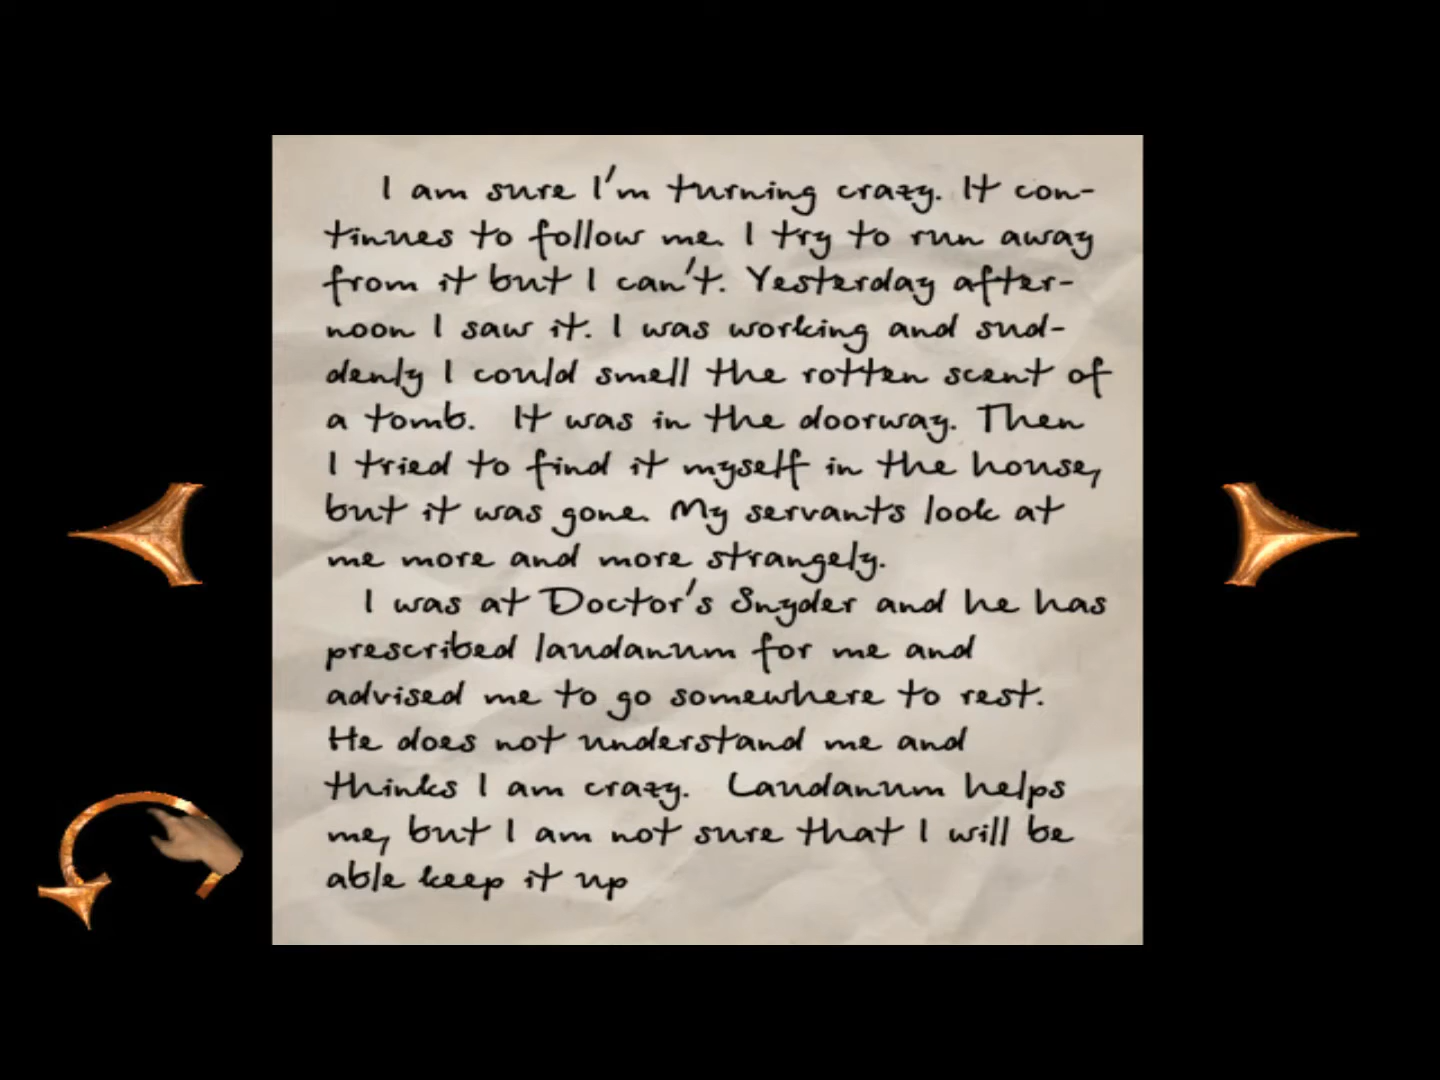 I am sure I'm turning crazy. It con-
tinues to follow me. I try to run away
from it but I can't. Yesterday after-
noon I saw it. I was working and sud-
denly I could smell the rotten scent of
a tomb. It was in the doorway. Then
I tried to find it myself in the house,
but it was gone. My servants look at
me more and more strangely.
I was at Doctor's Snyder and he has
prescribed laudanum for me and
advised me to go somewhere to rest.
He does not understand me and
thinks I am crazy. Laudanum helps
me, but I am not sure that I will be
able keep it up